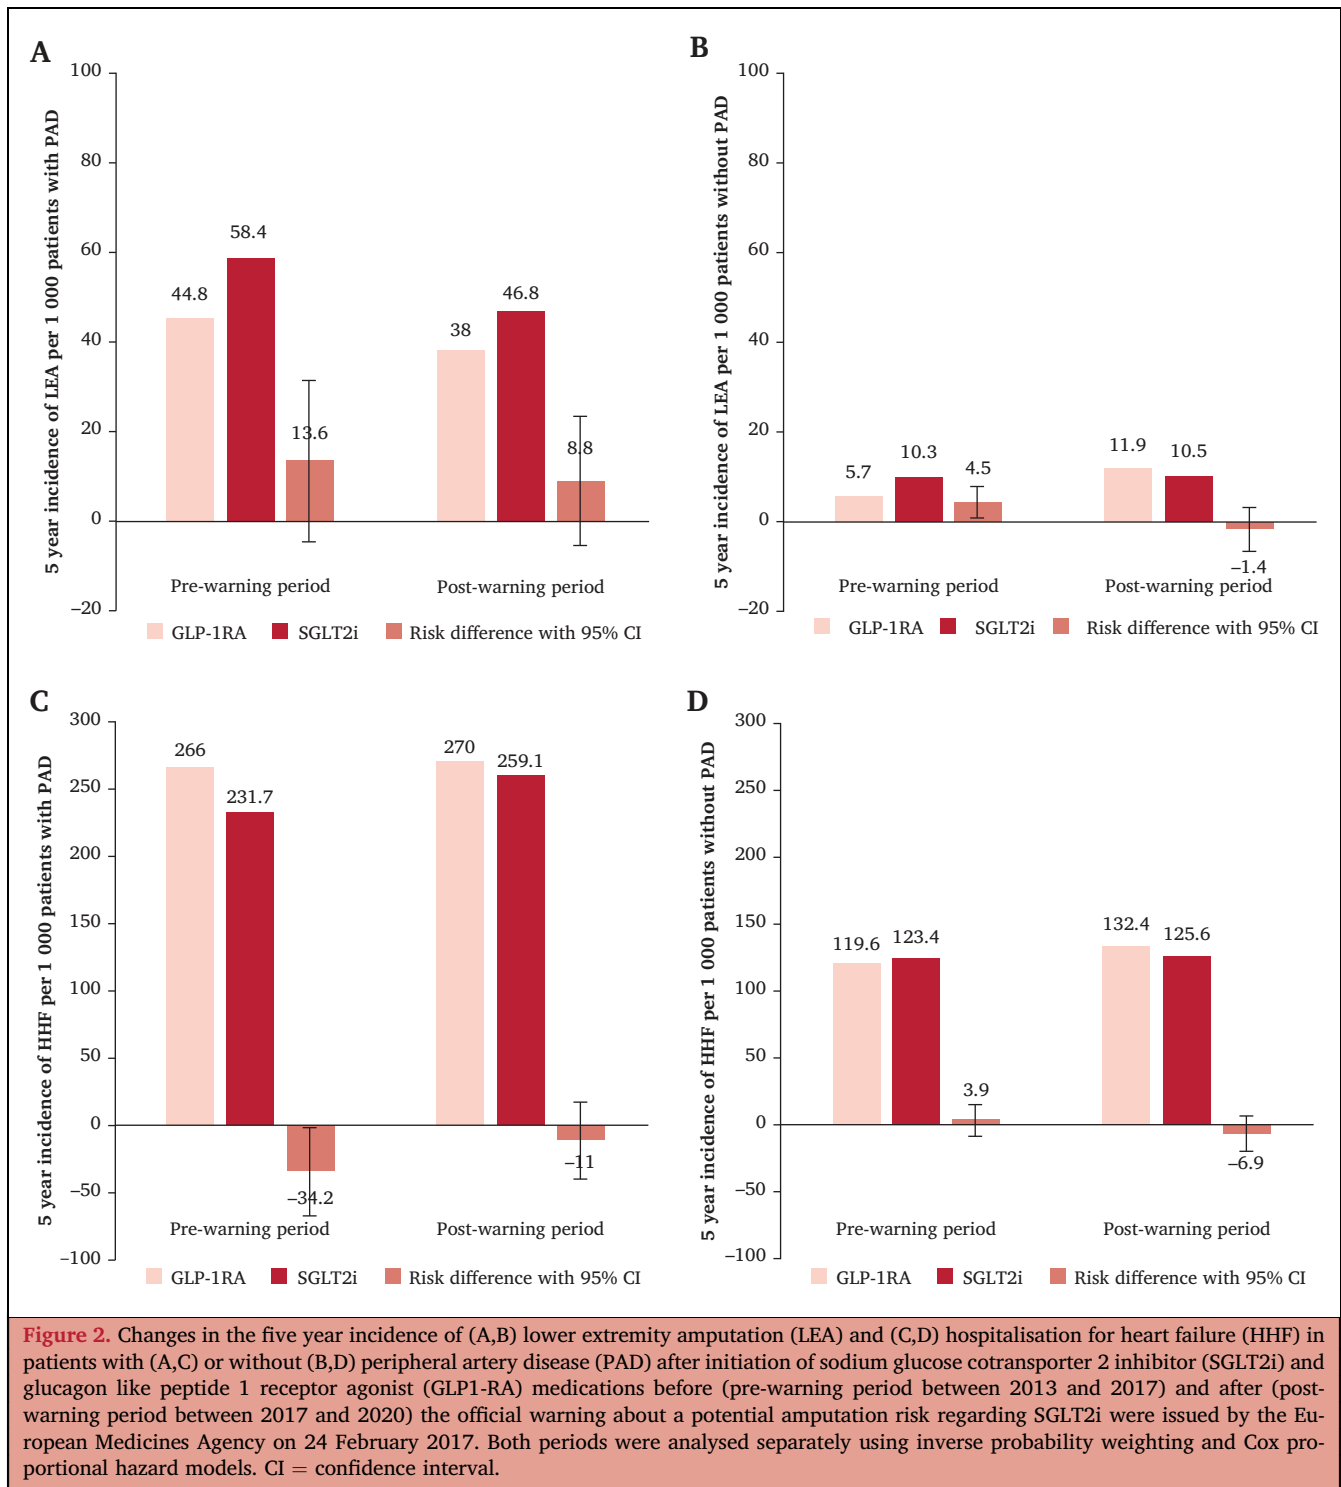 A
5 year incidence of LEA per 1 000 patients with PAD
100
80
60
40
20
0
–20
44.8
58.4
13.6
38
46.8
8.8
Pre-warning period
Post-warning period
GLP-1RA SGLT2i Risk difference with 95% CI
B
5 year incidence of LEA per 1 000 patients without PAD
100
80
60
40
20
0
–20
5.7
10.3
4.5
11.9
10.5
–1.4
Pre-warning period
Post-warning period
GLP-1RA SGLT2i Risk difference with 95% CI
C
5 year incidence of HHF per 1 000 patients with PAD
300
250
200
150
100
50
0
–50
–100
266
231.7
–34.2
270
259.1
–11
Pre-warning period
Post-warning period
GLP-1RA SGLT2i Risk difference with 95% CI
D
5 year incidence of HHF per 1 000 patients without PAD
300
250
200
150
100
50
0
–50
–100
119.6
123.4
3.9
132.4
125.6
–6.9
Pre-warning period
Post-warning period
GLP-1RA SGLT2i Risk difference with 95% CI
Figure 2. Changes in the five year incidence of (A,B) lower extremity amputation (LEA) and (C,D) hospitalisation for heart failure (HHF) in
patients with (A,C) or without (B,D) peripheral artery disease (PAD) after initiation of sodium glucose cotransporter 2 inhibitor (SGLT2i) and
glucagon like peptide 1 receptor agonist (GLP1-RA) medications before (pre-warning period between 2013 and 2017) and after (post-
warning period between 2017 and 2020) the official warning about a potential amputation risk regarding SGLT2i were issued by the Eu-
ropean Medicines Agency on 24 February 2017. Both periods were analysed separately using inverse probability weighting and Cox pro-
portional hazard models. CI = confidence interval.